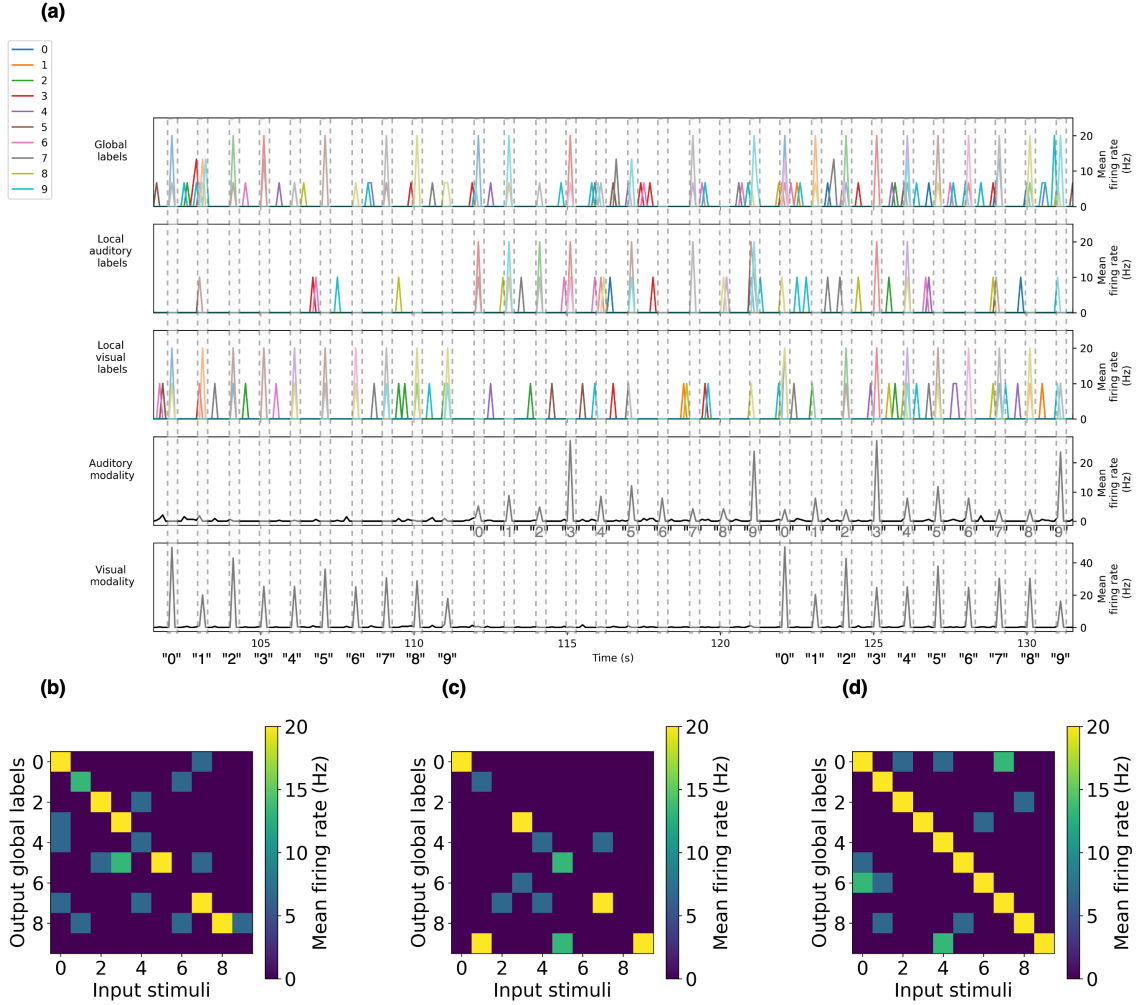 (a)
0
1
2
3
4
5
6
7
8
9
Global
labels
20
10
0
Mean
firing rate
(Hz)
Local
auditory
labels
20
10
0
Mean
firing rate
(Hz)
Local
visual
labels
20
10
0
Mean
firing rate
(Hz)
Auditory
modality
20
10
0
Mean
firing rate
(Hz)
"0" "1" "2" "3" "4" "5" "6" "7" "8" "9" "0" "1" "2" "3" "4" "5" "6" "7" "8" "9"
Visual
modality
40
20
0
Mean
firing rate
(Hz)
105 110 115 120 125 130
Time (s)
"0" "1" "2" "3" "4" "5" "6" "7" "8" "9" "0" "1" "2" "3" "4" "5" "6" "7" "8" "9"
(b)
Output global labels
0
2
4
6
8
0 2 4 6 8
Input stimuli
20
15
10
5
0
Mean firing rate (Hz)
(c)
Output global labels
0
2
4
6
8
0 2 4 6 8
Input stimuli
20
15
10
5
0
Mean firing rate (Hz)
(d)
Output global labels
0
2
4
6
8
0 2 4 6 8
Input stimuli
20
15
10
5
0
Mean firing rate (Hz)